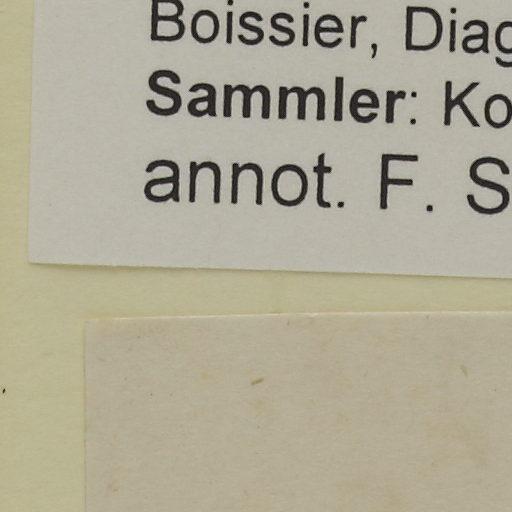 Boissier, Diag
Sammler: Ko
annot. F. S